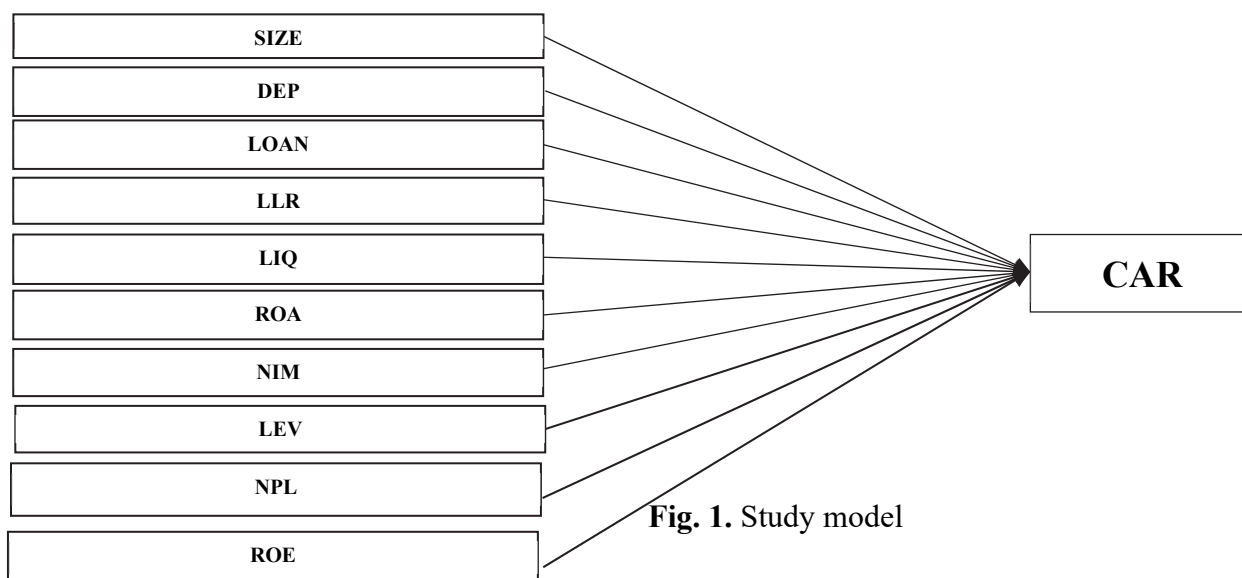 SIZE
DEP
LOAN
LLR
LIQ
ROA
NIM
LEV
NPL
ROE
CAR
Fig. 1. Study model